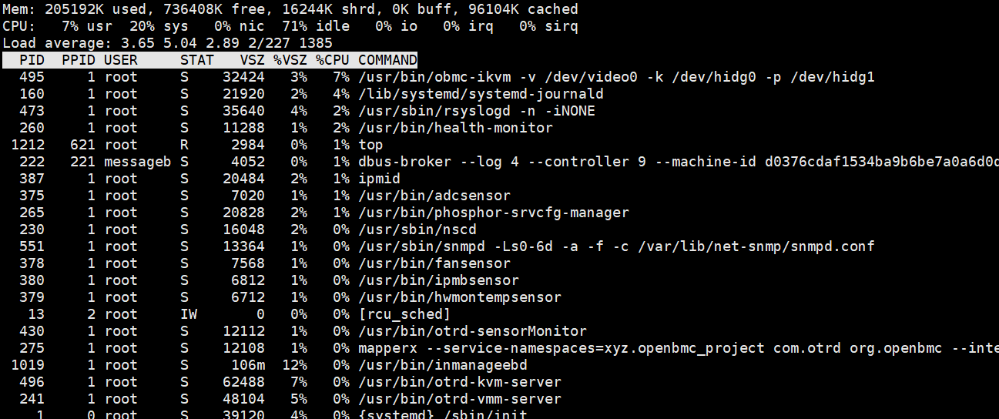 Mem: 205192K used, 736408K free, 16244K shrd, 0K buff, 96104K cached
CPU:   7% usr  20% sys   0% nic  71% idle   0% io   0% irq   0% sirq
Load average: 3.65 5.04 2.89 2/227 1385
  PID  PPID USER     STAT   VSZ %VSZ %CPU COMMAND
  495     1 root     S    32424   3%   7% /usr/bin/obmc-ikvm -v /dev/video0 -k /dev/hidg0 -p /dev/hidg1
  160     1 root     S    21920   2%   4% /lib/systemd/systemd-journald
  473     1 root     S    35640   4%   2% /usr/sbin/rsyslogd -n -iNONE
  260     1 root     S    11288   1%   2% /usr/bin/health-monitor
 1212   621 root     R     2984   0%   1% top
  222   221 messageb S     4052   0%   1% dbus-broker --log 4 --controller 9 --machine-id d0376cdaf1534ba9b6be7a0a6d0d
  387     1 root     S    20484   2%   1% ipmid
  375     1 root     S     7020   1%   1% /usr/bin/adcsensor
  265     1 root     S    20828   2%   1% /usr/bin/phosphor-srvcfg-manager
  230     1 root     S    16048   2%   0% /usr/sbin/nscd
  551     1 root     S    13364   1%   0% /usr/sbin/snmpd -Ls0-6d -a -f -c /var/lib/net-snmp/snmpd.conf
  378     1 root     S     7568   1%   0% /usr/bin/fansensor
  380     1 root     S     6812   1%   0% /usr/bin/ipmbsensor
  379     1 root     S     6712   1%   0% /usr/bin/hwmontempsensor
   13     2 root     IW       0   0%   0% [rcu_sched]
  430     1 root     S    12112   1%   0% /usr/bin/otrd-sensorMonitor
  275     1 root     S    12108   1%   0% mapperx --service-namespaces=xyz.openbmc_project com.otrd org.openbmc --inte
 1019     1 root     S     106m  12%   0% /usr/bin/inmanageebd
  496     1 root     S    62488   7%   0% /usr/bin/otrd-kvm-server
  241     1 root     S    48104   5%   0% /usr/bin/otrd-vmm-server
    1     0 root     S    39120   4%   0% {systemd} /sbin/init